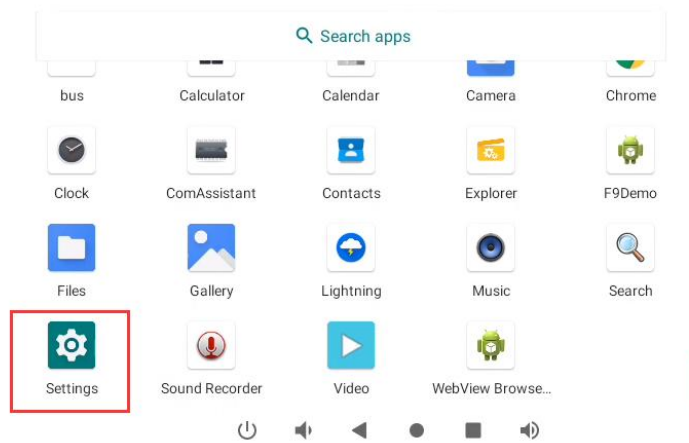 Search apps
bus
Calculator
Calendar
Camera
Chrome
Clock
ComAssistant
Contacts
Explorer
F9Demo
Files
Gallery
Lightning
Music
Search
Settings
Sound Recorder
Video
WebView Browse...